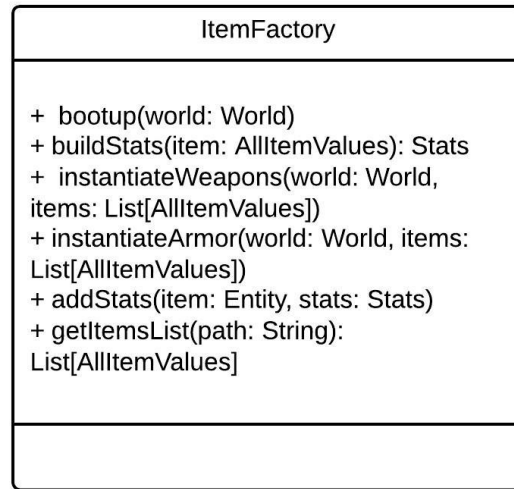 ItemFactory
+ bootup(world: World)
+ buildStats(item: AllItemValues): Stats
+ instantiateWeapons(world: World,
items: List[AllItemValues])
+ instantiateArmor(world: World, items:
List[AllItemValues])
+ addStats(item: Entity, stats: Stats)
+ getItemsList(path: String):
List[AllItemValues]